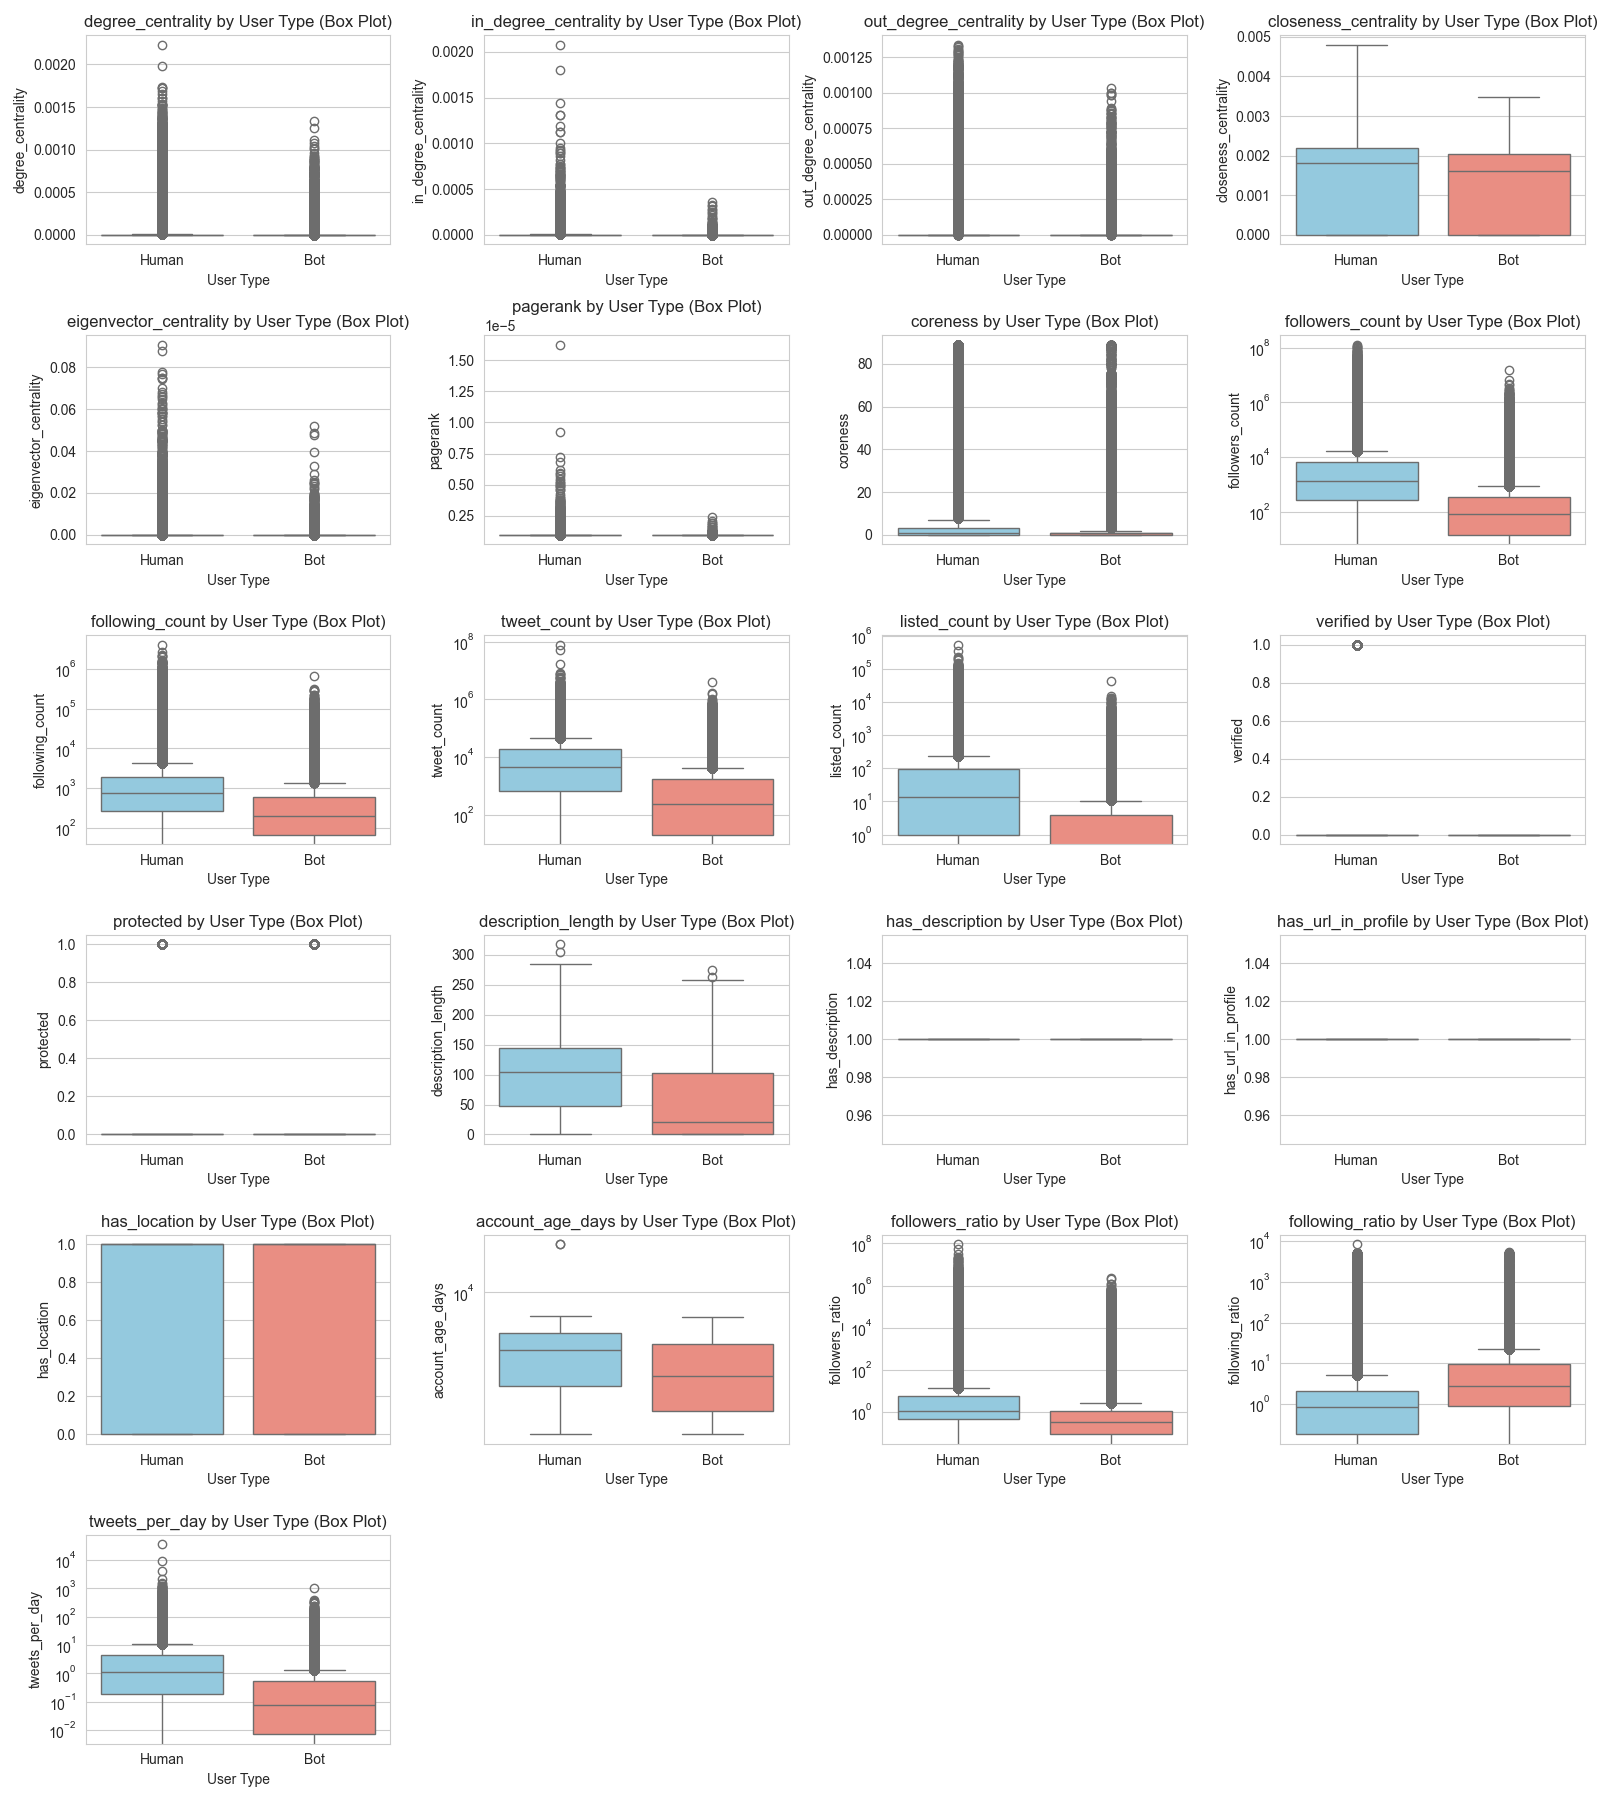 degree_centrality by User Type (Box Plot)
degree_centrality
0.0020
0.0015
0.0010
0.0005
0.0000
Human Bot
User Type
in_degree_centrality by User Type (Box Plot)
in_degree_centrality
0.0020
0.0015
0.0010
0.0005
0.0000
Human Bot
User Type
out_degree_centrality by User Type (Box Plot)
out_degree_centrality
0.00125
0.00100
0.00075
0.00050
0.00025
0.00000
Human Bot
User Type
closeness_centrality by User Type (Box Plot)
closeness_centrality
0.005
0.004
0.003
0.002
0.001
0.000
Human Bot
User Type
eigenvector_centrality by User Type (Box Plot)
eigenvector_centrality
0.08
0.06
0.04
0.02
0.00
Human Bot
User Type
pagerank by User Type (Box Plot)
1e−5
pagerank
1.50
1.25
1.00
0.75
0.50
0.25
Human Bot
User Type
coreness by User Type (Box Plot)
coreness
80
60
40
20
0
Human Bot
User Type
followers_count by User Type (Box Plot)
followers_count
10⁸
10⁶
10⁴
10²
Human Bot
User Type
following_count by User Type (Box Plot)
following_count
10⁶
10⁵
10⁴
10³
10²
Human Bot
User Type
tweet_count by User Type (Box Plot)
tweet_count
10⁸
10⁶
10⁴
10²
Human Bot
User Type
listed_count by User Type (Box Plot)
listed_count
10⁶
10⁵
10⁴
10³
10²
10¹
10⁰
Human Bot
User Type
verified by User Type (Box Plot)
verified
1.0
0.8
0.6
0.4
0.2
0.0
Human Bot
User Type
protected by User Type (Box Plot)
protected
1.0
0.8
0.6
0.4
0.2
0.0
Human Bot
User Type
description_length by User Type (Box Plot)
description_length
300
250
200
150
100
50
0
Human Bot
User Type
has_description by User Type (Box Plot)
has_description
1.04
1.02
1.00
0.98
0.96
Human Bot
User Type
has_url_in_profile by User Type (Box Plot)
has_url_in_profile
1.04
1.02
1.00
0.98
0.96
Human Bot
User Type
has_location by User Type (Box Plot)
has_location
1.0
0.8
0.6
0.4
0.2
0.0
Human Bot
User Type
account_age_days by User Type (Box Plot)
account_age_days
10⁴
Human Bot
User Type
followers_ratio by User Type (Box Plot)
followers_ratio
10⁸
10⁶
10⁴
10²
10⁰
Human Bot
User Type
following_ratio by User Type (Box Plot)
following_ratio
10⁴
10³
10²
10¹
10⁰
Human Bot
User Type
tweets_per_day by User Type (Box Plot)
tweets_per_day
10⁴
10³
10²
10¹
10⁰
10⁻¹
10⁻²
Human Bot
User Type